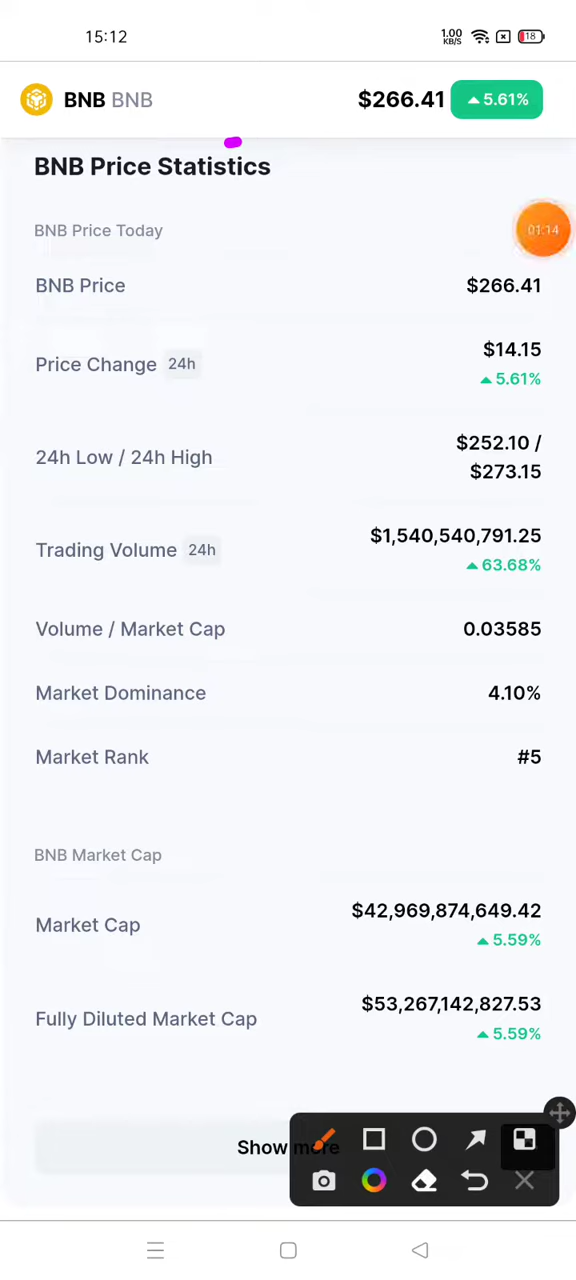 15:12
1.00
KB/S
18
BNB BNB
$266.41
5.61%
BNB Price Statistics
BNB Price Today
01:14
BNB Price
$266.41
Price Change 24h
$14.15
5.61%
24h Low / 24h High
$252.10 /
$273.15
Trading Volume 24h
$1,540,540,791.25
63.68%
Volume / Market Cap
0.03585
Market Dominance
4.10%
Market Rank
#5
BNB Market Cap
Market Cap
$42,969,874,649.42
5.59%
Fully Diluted Market Cap
$53,267,142,827.53
5.59%
Show more